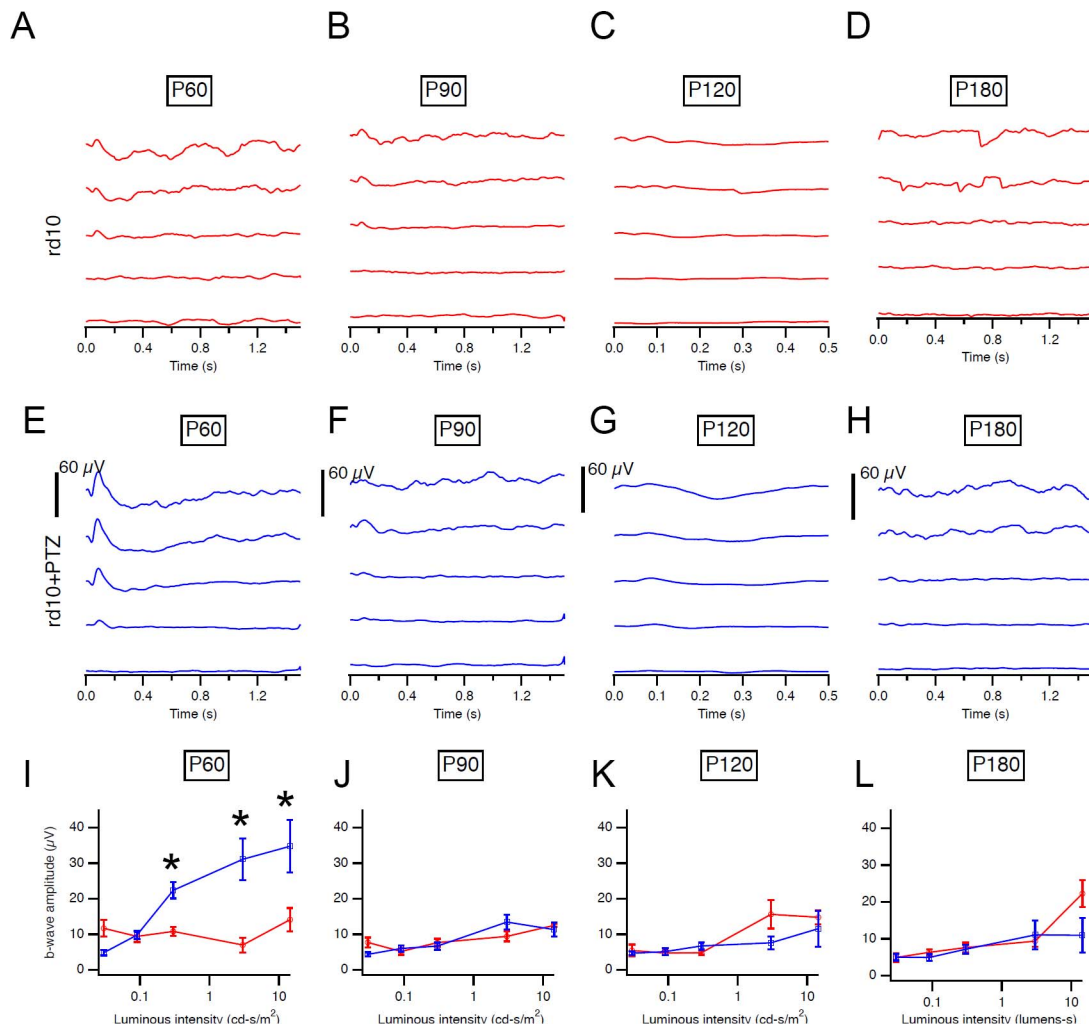 A B C D
P60 P90 P120 P180
rd10
0.0 0.4 0.8 1.2 0.0 0.4 0.8 1.2 0.0 0.1 0.2 0.3 0.4 0.5 0.0 0.4 0.8 1.2
Time (s) Time (s) Time (s) Time (s)
E F G H
P60 P90 P120 P180
60 µV 60 µV 60 µV 60 µV
rd10+PTZ
0.0 0.4 0.8 1.2 0.0 0.4 0.8 1.2 0.0 0.1 0.2 0.3 0.4 0.5 0.0 0.4 0.8 1.2
Time (s) Time (s) Time (s) Time (s)
I J K L
P60 P90 P120 P180
* * *
b-wave amplitude (µV)
40 40 40 40
30 30 30 30
20 20 20 20
10 10 10 10
0 0 0 0
0.1 1 10 0.1 1 10 0.1 1 10 0.1 1 10
Luminous intensity (cd-s/m²) Luminous intensity (cd-s/m²) Luminous intensity (cd-s/m²) Luminous intensity (lumens-s)